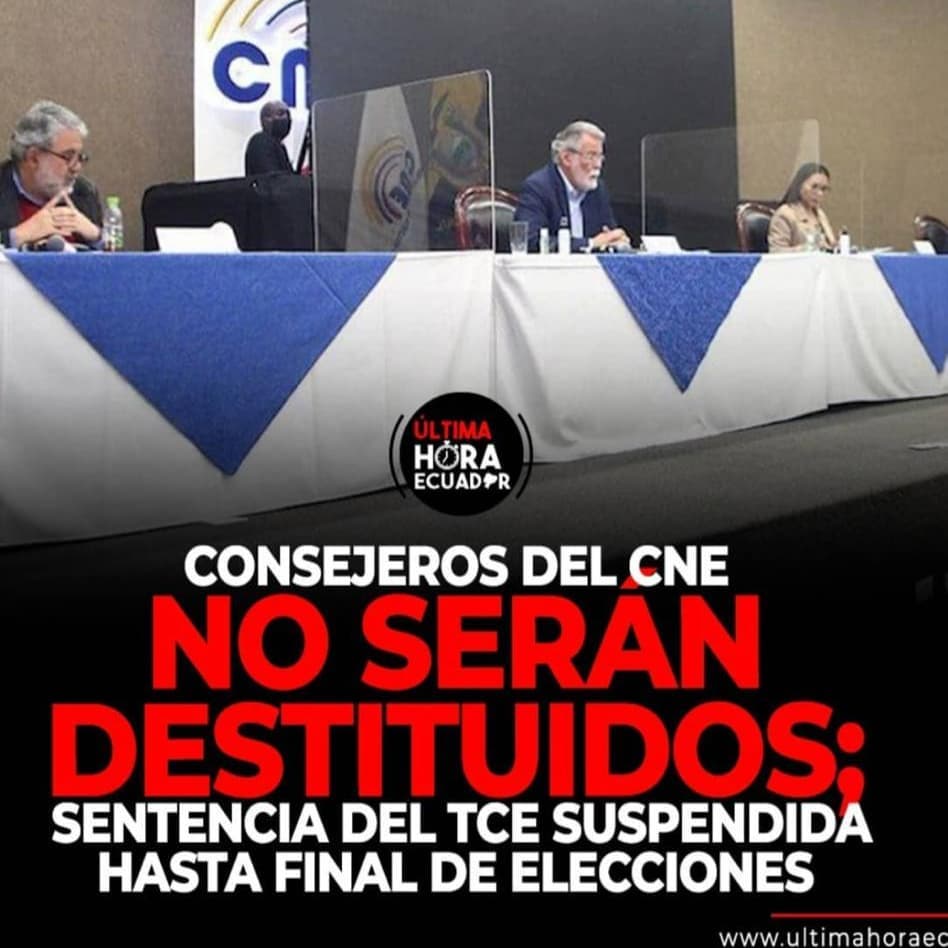 ÚLTIMA
HORA
ECUADOR
CONSEJEROS DEL CNE
NO SERÁN
DESTITUIDOS;
SENTENCIA DEL TCE SUSPENDIDA
HASTA FINAL DE ELECCIONES
www.ultimahoraec